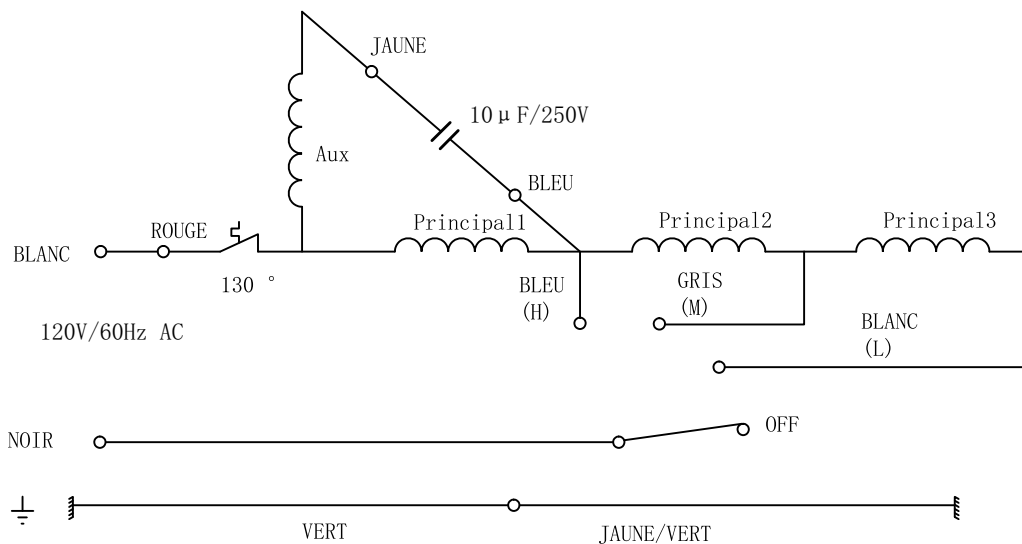 JAUNE
10μF/250V
Aux
BLEU
Principal1
Principal2
Principal3
ROUGE
BLANC
130 °
BLEU
(H)
GRIS
(M)
BLANC
(L)
120V/60Hz AC
NOIR
OFF
VERT
JAUNE/VERT